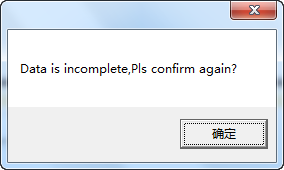 Data is incomplete,Pls confirm again?
确定